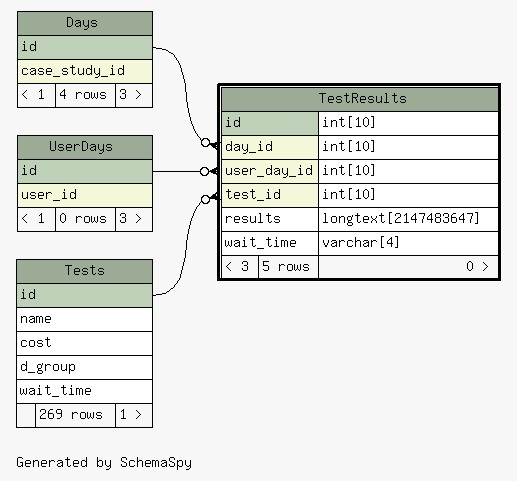 Days
id
case_study_id
< 1 4 rows 3 >
UserDays
id
user_id
< 1 0 rows 3 >
Tests
id
name
cost
d_group
wait_time
269 rows 1 >
TestResults
id int[10]
day_id int[10]
user_day_id int[10]
test_id int[10]
results longtext[2147483647]
wait_time varchar[4]
< 3 5 rows 0 >
Generated by SchemaSpy